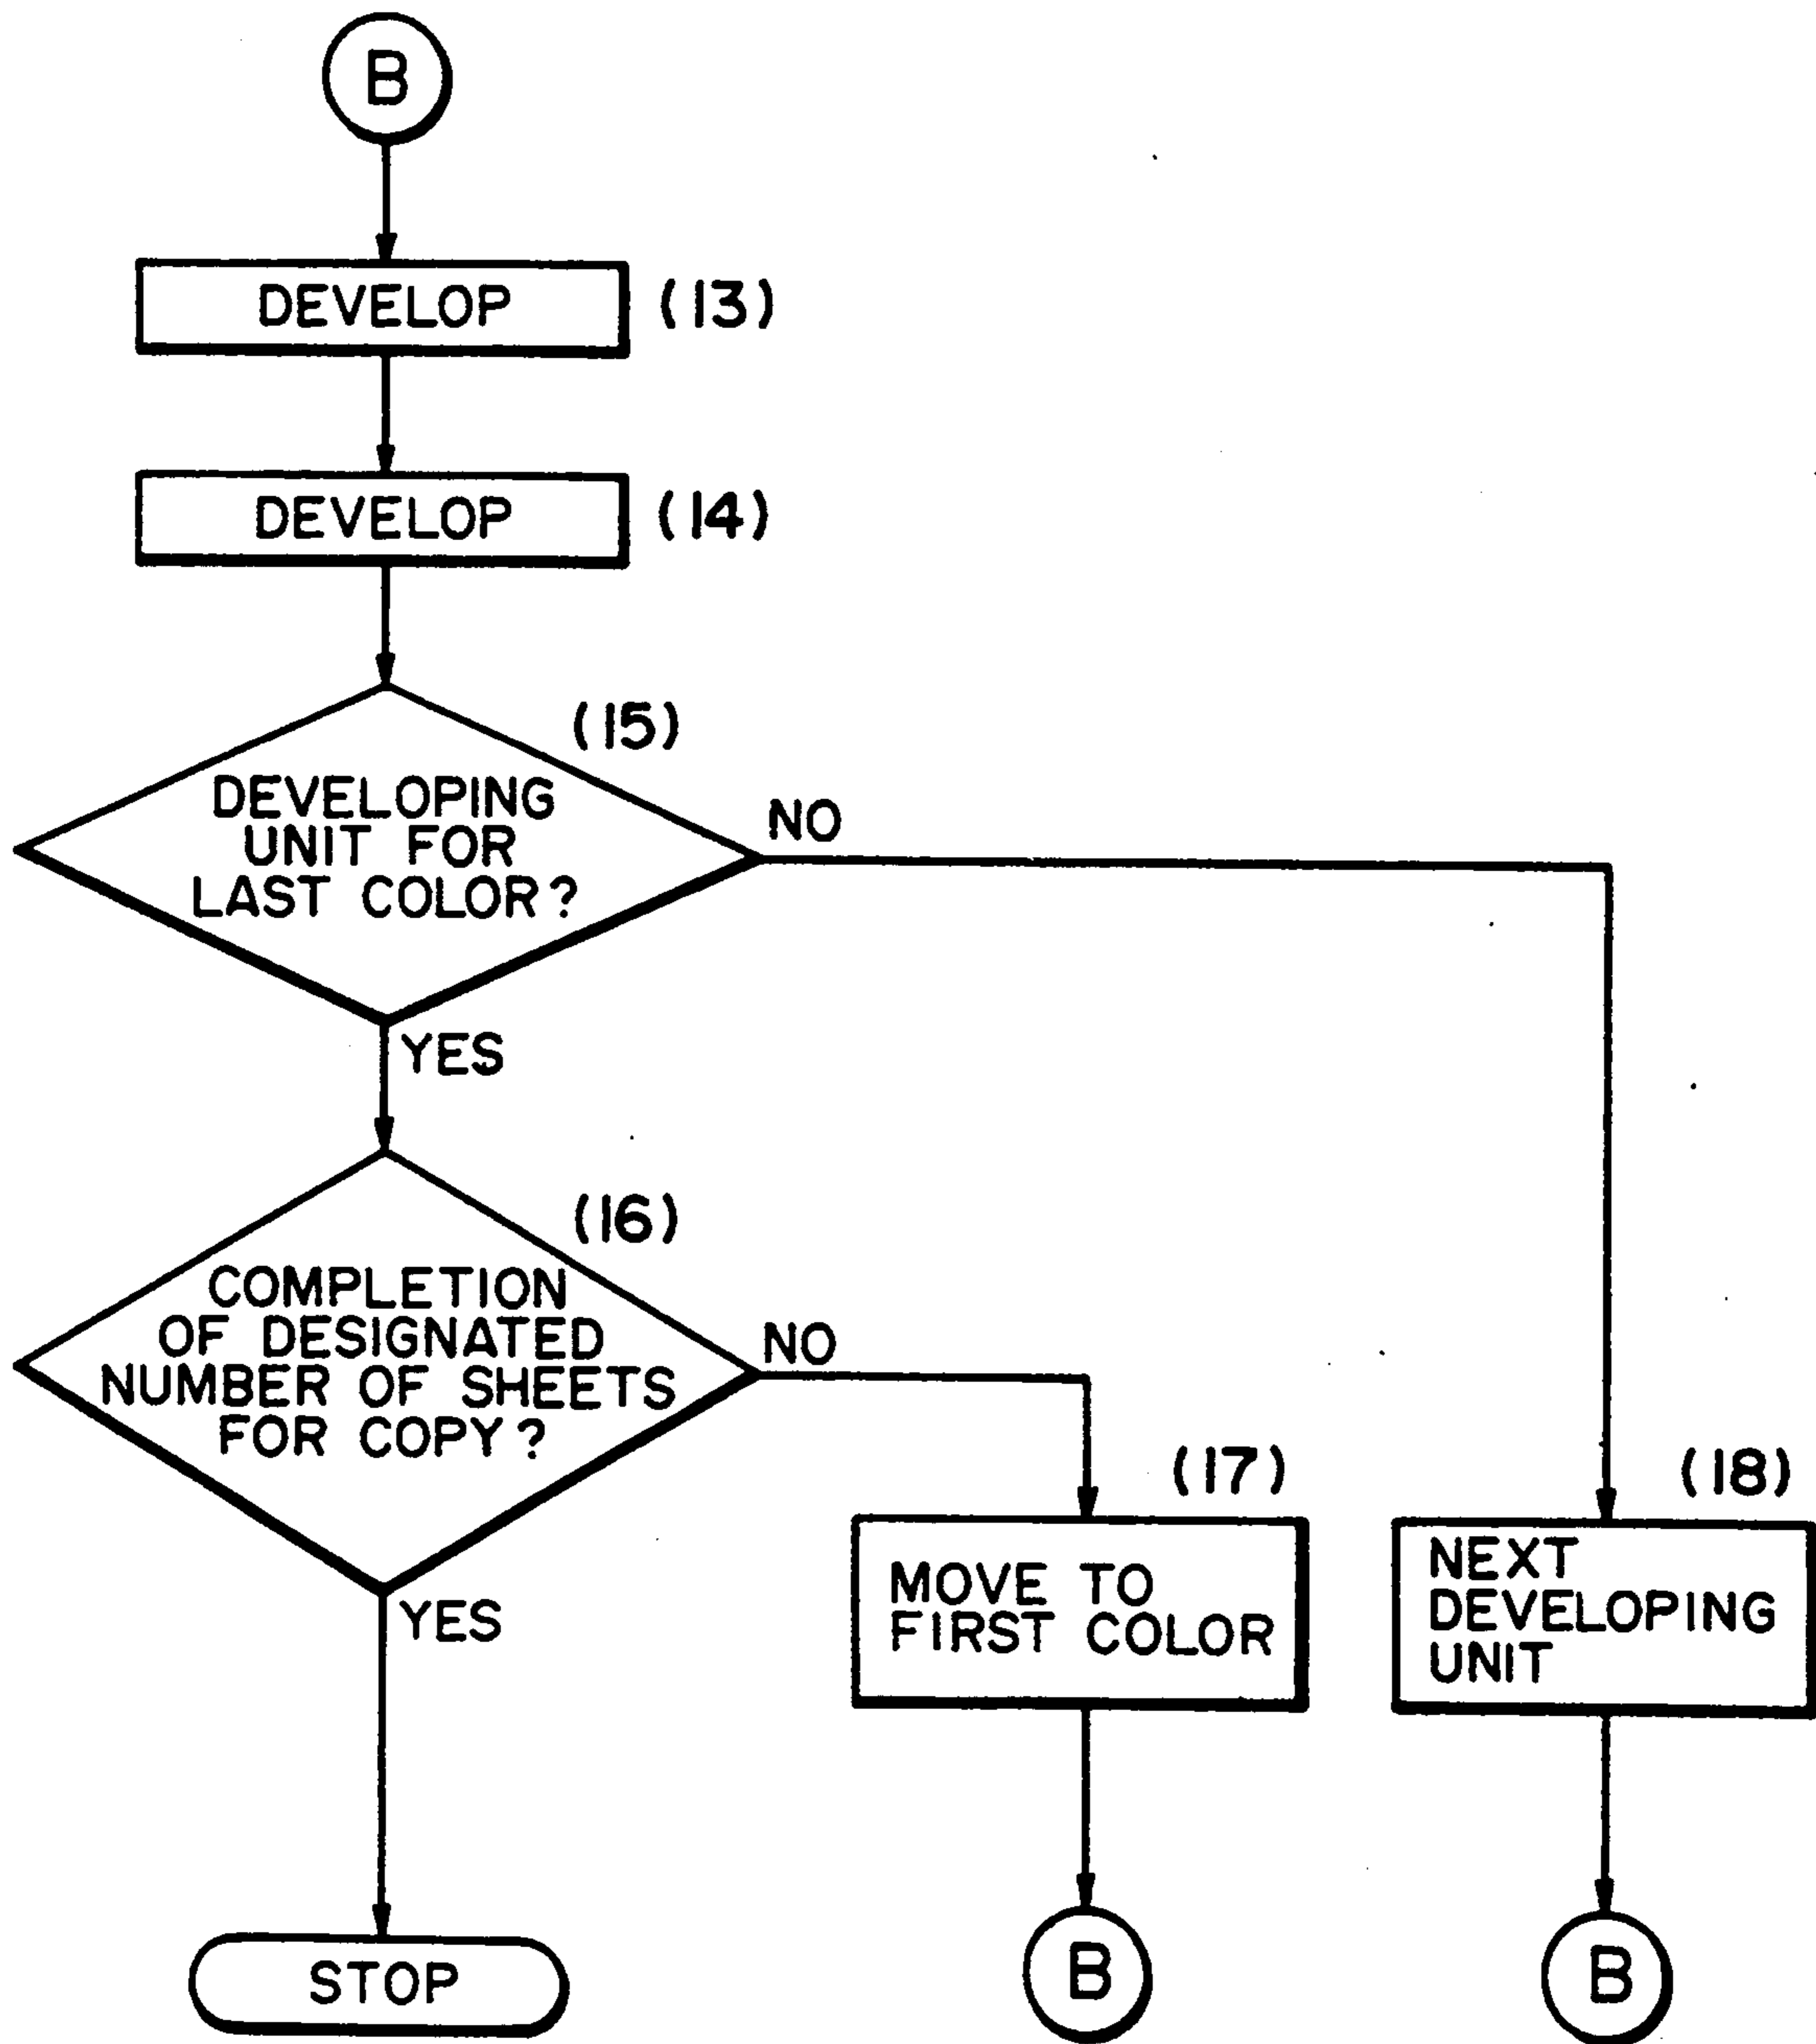 B
DEVELOP
(13)
DEVELOP
(14)
(15)
DEVELOPING
UNIT FOR
LAST COLOR?
NO
YES
(16)
COMPLETION
OF DESIGNATED
NUMBER OF SHEETS
FOR COPY?
NO
YES
(17)
MOVE TO
FIRST COLOR
(18)
NEXT
DEVELOPING
UNIT
STOP
B
B